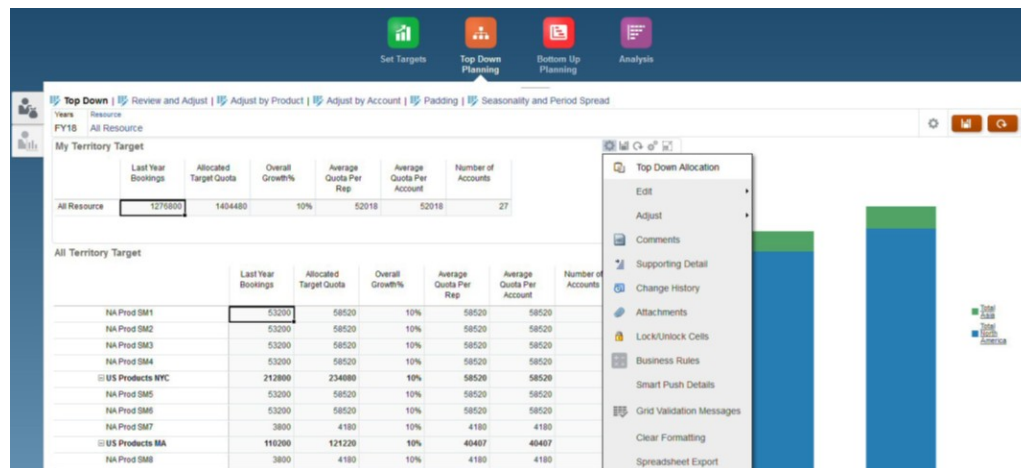 Set Targets
Top Down Planning
Bottom Up Planning
Analysis
Top Down | Review and Adjust | Adjust by Product | Adjust by Account | Padding | Seasonality and Period Spread
Years Resource
FY18 All Resource
My Territory Target
Last Year Bookings Allocated Target Quota Overall Growth% Average Quota Per Rep Average Quota Per Account Number of Accounts
All Resource 1276800 1404480 10% 52018 52018 27
All Territory Target
Last Year Bookings Allocated Target Quota Overall Growth% Average Quota Per Rep Average Quota Per Account Number of Accounts
NA Prod SM1 53200 58520 10% 58520 58520
NA Prod SM2 53200 58520 10% 58520 58520
NA Prod SM3 53200 58520 10% 58520 58520
NA Prod SM4 53200 58520 10% 58520 58520
US Products NYC 212800 234080 10% 58520 58520
NA Prod SM5 53200 58520 10% 58520 58520
NA Prod SM6 53200 58520 10% 58520 58520
NA Prod SM7 3800 4180 10% 4180 4180
US Products MA 110200 121220 10% 40407 40407
NA Prod SM8 3800 4180 10% 4180 4180
Top Down Allocation
Edit
Adjust
Comments
Supporting Detail
Change History
Attachments
Lock/Unlock Cells
Business Rules
Smart Push Details
Grid Validation Messages
Clear Formatting
Spreadsheet Export
Total Asia
Total North America